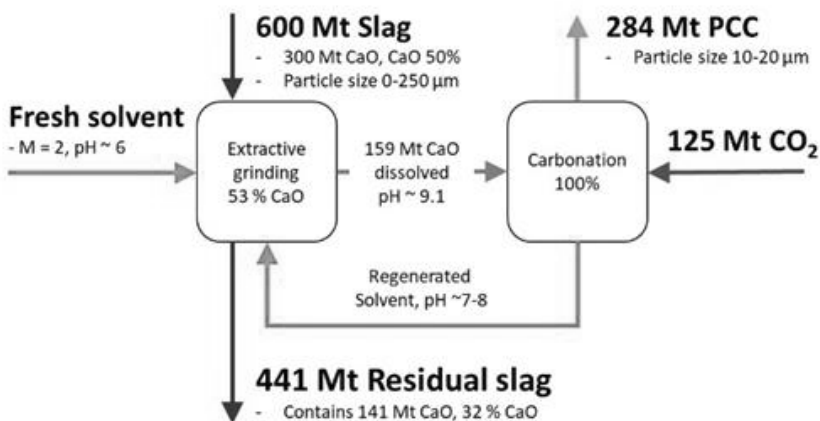 600 Mt Slag
- 300 Mt CaO, CaO 50%
- Particle size 0-250 µm
284 Mt PCC
- Particle size 10-20 µm
Fresh solvent
- M = 2, pH ~ 6
Extractive
grinding
53 % CaO
159 Mt CaO
dissolved
pH ~ 9.1
Carbonation
100%
125 Mt CO₂
Regenerated
Solvent, pH ~7-8
441 Mt Residual slag
- Contains 141 Mt CaO, 32 % CaO